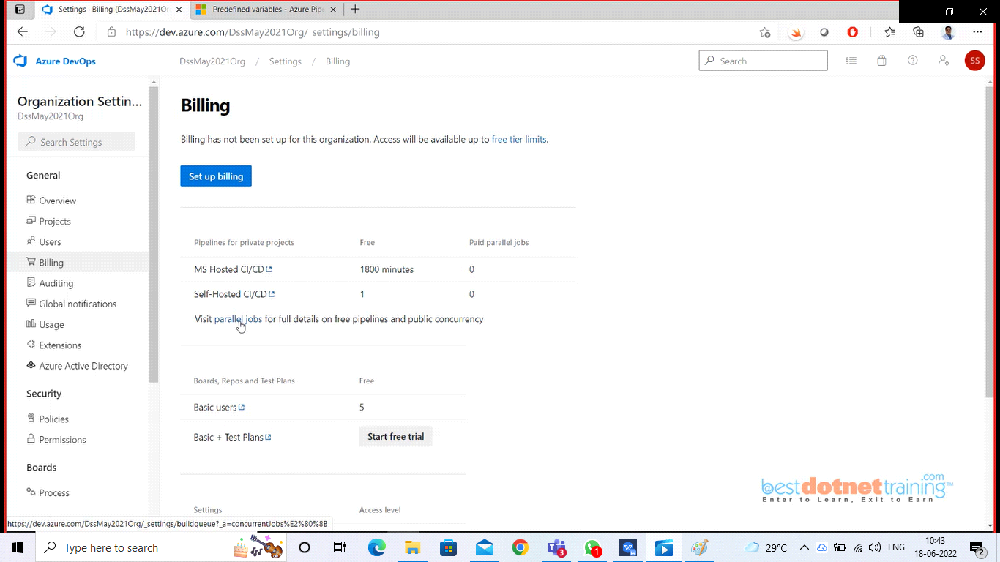 Settings · Billing (DssMay2021Or
Predefined variables - Azure Pip
https://dev.azure.com/DssMay2021Org/_settings/billing
Azure DevOps
DssMay2021Org / Settings / Billing
Search
SS
Organization Settin...
DssMay2021Org
Search Settings
General
Overview
Projects
Users
Billing
Auditing
Global notifications
Usage
Extensions
Azure Active Directory
Security
Policies
Permissions
Boards
Process
Billing
Billing has not been set up for this organization. Access will be available up to free tier limits.
Set up billing
Pipelines for private projects Free Paid parallel jobs
MS Hosted CI/CD 1800 minutes 0
Self-Hosted CI/CD 1 0
Visit parallel jobs for full details on free pipelines and public concurrency
Boards, Repos and Test Plans Free
Basic users 5
Basic + Test Plans Start free trial
Settings Access level
bestdotnettraining.com™
Enter to Learn, Exit to Earn
https://dev.azure.com/DssMay2021Org/_settings/buildqueue?_a=concurrentJobs%E2%80%8B
Type here to search
3
1
29°C
ENG
10:43
18-06-2022
2